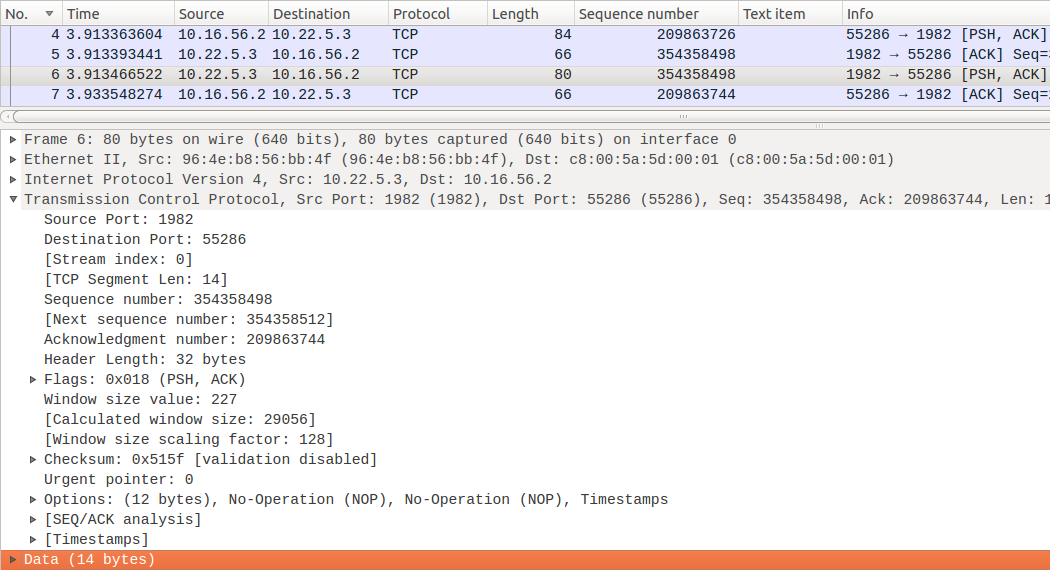 No. Time Source Destination Protocol Length Sequence number Text item Info
4 3.913363604 10.16.56.2 10.22.5.3 TCP 84 209863726 55286 → 1982 [PSH, ACK]
5 3.913393441 10.22.5.3 10.16.56.2 TCP 66 354358498 1982 → 55286 [ACK] Seq=
6 3.913466522 10.22.5.3 10.16.56.2 TCP 80 354358498 1982 → 55286 [PSH, ACK]
7 3.933548274 10.16.56.2 10.22.5.3 TCP 66 209863744 55286 → 1982 [ACK] Seq=
Frame 6: 80 bytes on wire (640 bits), 80 bytes captured (640 bits) on interface 0
Ethernet II, Src: 96:4e:b8:56:bb:4f (96:4e:b8:56:bb:4f), Dst: c8:00:5a:5d:00:01 (c8:00:5a:5d:00:01)
Internet Protocol Version 4, Src: 10.22.5.3, Dst: 10.16.56.2
Transmission Control Protocol, Src Port: 1982 (1982), Dst Port: 55286 (55286), Seq: 354358498, Ack: 209863744, Len: 1
Source Port: 1982
Destination Port: 55286
[Stream index: 0]
[TCP Segment Len: 14]
Sequence number: 354358498
[Next sequence number: 354358512]
Acknowledgment number: 209863744
Header Length: 32 bytes
Flags: 0x018 (PSH, ACK)
Window size value: 227
[Calculated window size: 29056]
[Window size scaling factor: 128]
Checksum: 0x515f [validation disabled]
Urgent pointer: 0
Options: (12 bytes), No-Operation (NOP), No-Operation (NOP), Timestamps
[SEQ/ACK analysis]
[Timestamps]
Data (14 bytes)